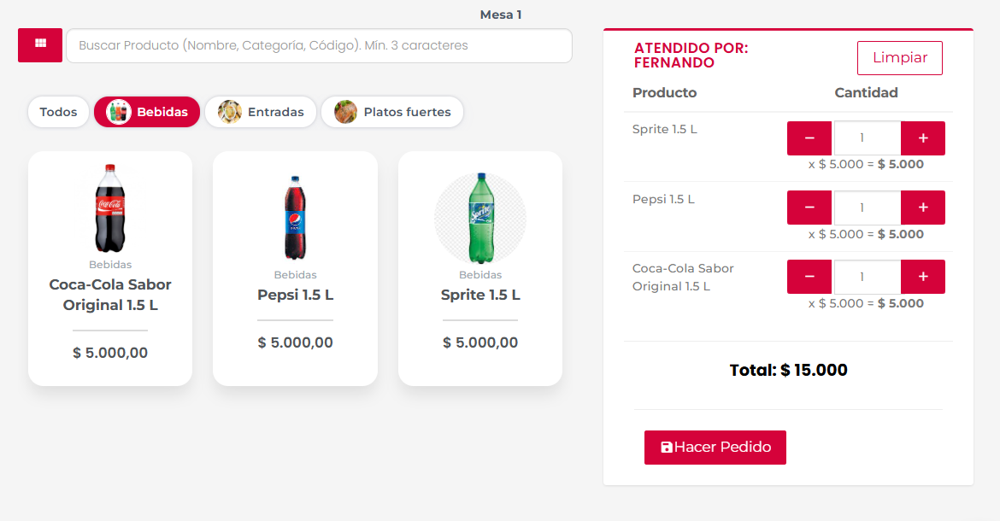 Mesa 1
Buscar Producto (Nombre, Categoría, Código). Mín. 3 caracteres
Todos
Bebidas
Entradas
Platos fuertes
Coca-Cola
Bebidas
Coca-Cola Sabor
Original 1.5 L
$ 5.000,00
Bebidas
Pepsi 1.5 L
$ 5.000,00
Sprite
Bebidas
Sprite 1.5 L
$ 5.000,00
ATENDIDO POR:
FERNANDO
Limpiar
Producto Cantidad
Sprite 1.5 L
− 1 +
x $ 5.000 = $ 5.000
Pepsi 1.5 L
− 1 +
x $ 5.000 = $ 5.000
Coca-Cola Sabor
Original 1.5 L
− 1 +
x $ 5.000 = $ 5.000
Total: $ 15.000
Hacer Pedido